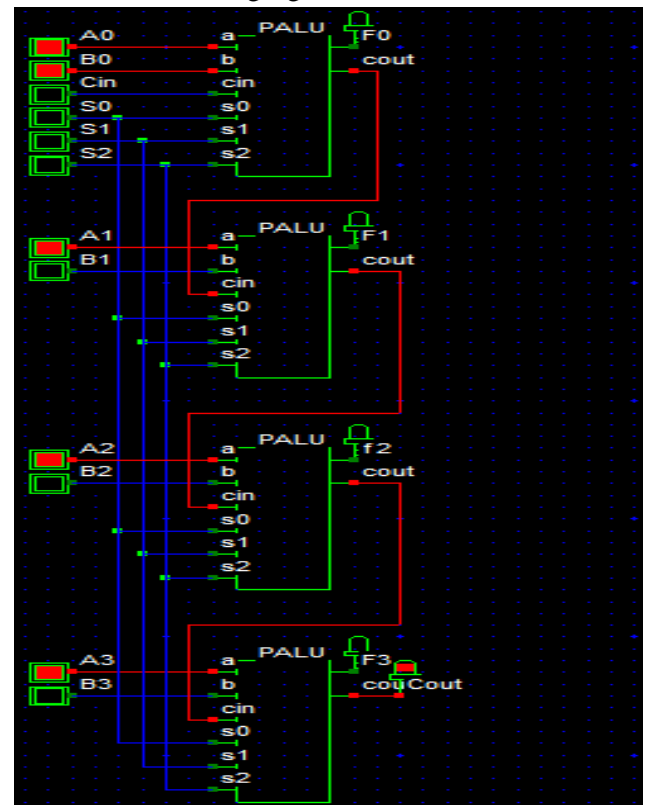 A0 a PALU F0
B0 b cout
Cin cin
S0 s0
S1 s1
S2 s2
A1 a PALU F1
B1 b cout
cin
s0
s1
s2
A2 a PALU f2
B2 b cout
cin
s0
s1
s2
A3 a PALU F3
B3 b couCout
cin
s0
s1
s2